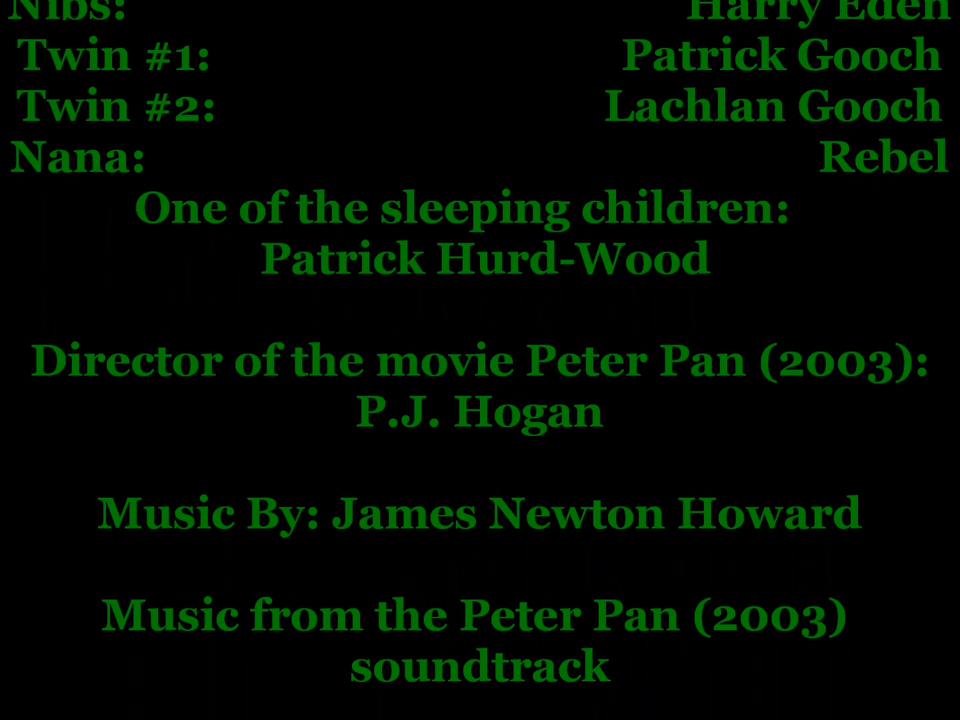 Nibs: Harry Eden
Twin #1: Patrick Gooch
Twin #2: Lachlan Gooch
Nana: Rebel
One of the sleeping children:
Patrick Hurd-Wood
Director of the movie Peter Pan (2003):
P.J. Hogan
Music By: James Newton Howard
Music from the Peter Pan (2003)
soundtrack